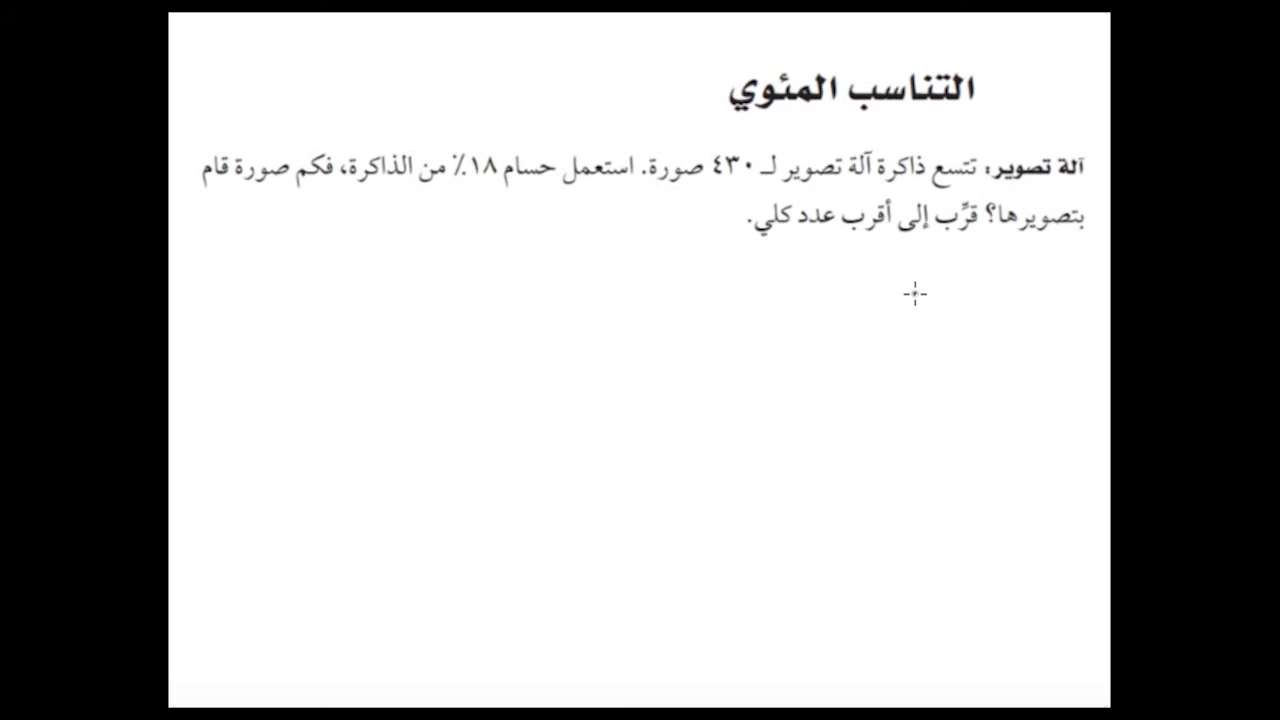 التناسب المئوي
آلة تصوير: تتسع ذاكرة آلة تصوير لـ ٤٣٠ صورة. استعمل حسام ١٨٪ من الذاكرة، فكم صورة قام
بتصويرها؟ قرِّب إلى أقرب عدد كلي.